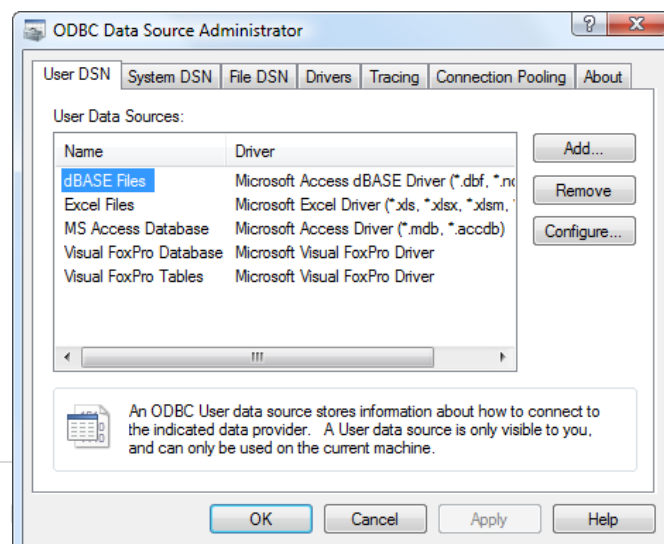 ODBC Data Source Administrator
User DSN System DSN File DSN Drivers Tracing Connection Pooling About
User Data Sources:
Name Driver
dBASE Files Microsoft Access dBASE Driver (*.dbf, *.nd
Excel Files Microsoft Excel Driver (*.xls, *.xlsx, *.xlsm,
MS Access Database Microsoft Access Driver (*.mdb, *.accdb)
Visual FoxPro Database Microsoft Visual FoxPro Driver
Visual FoxPro Tables Microsoft Visual FoxPro Driver
Add...
Remove
Configure...
An ODBC User data source stores information about how to connect to
the indicated data provider. A User data source is only visible to you,
and can only be used on the current machine.
OK Cancel Apply Help